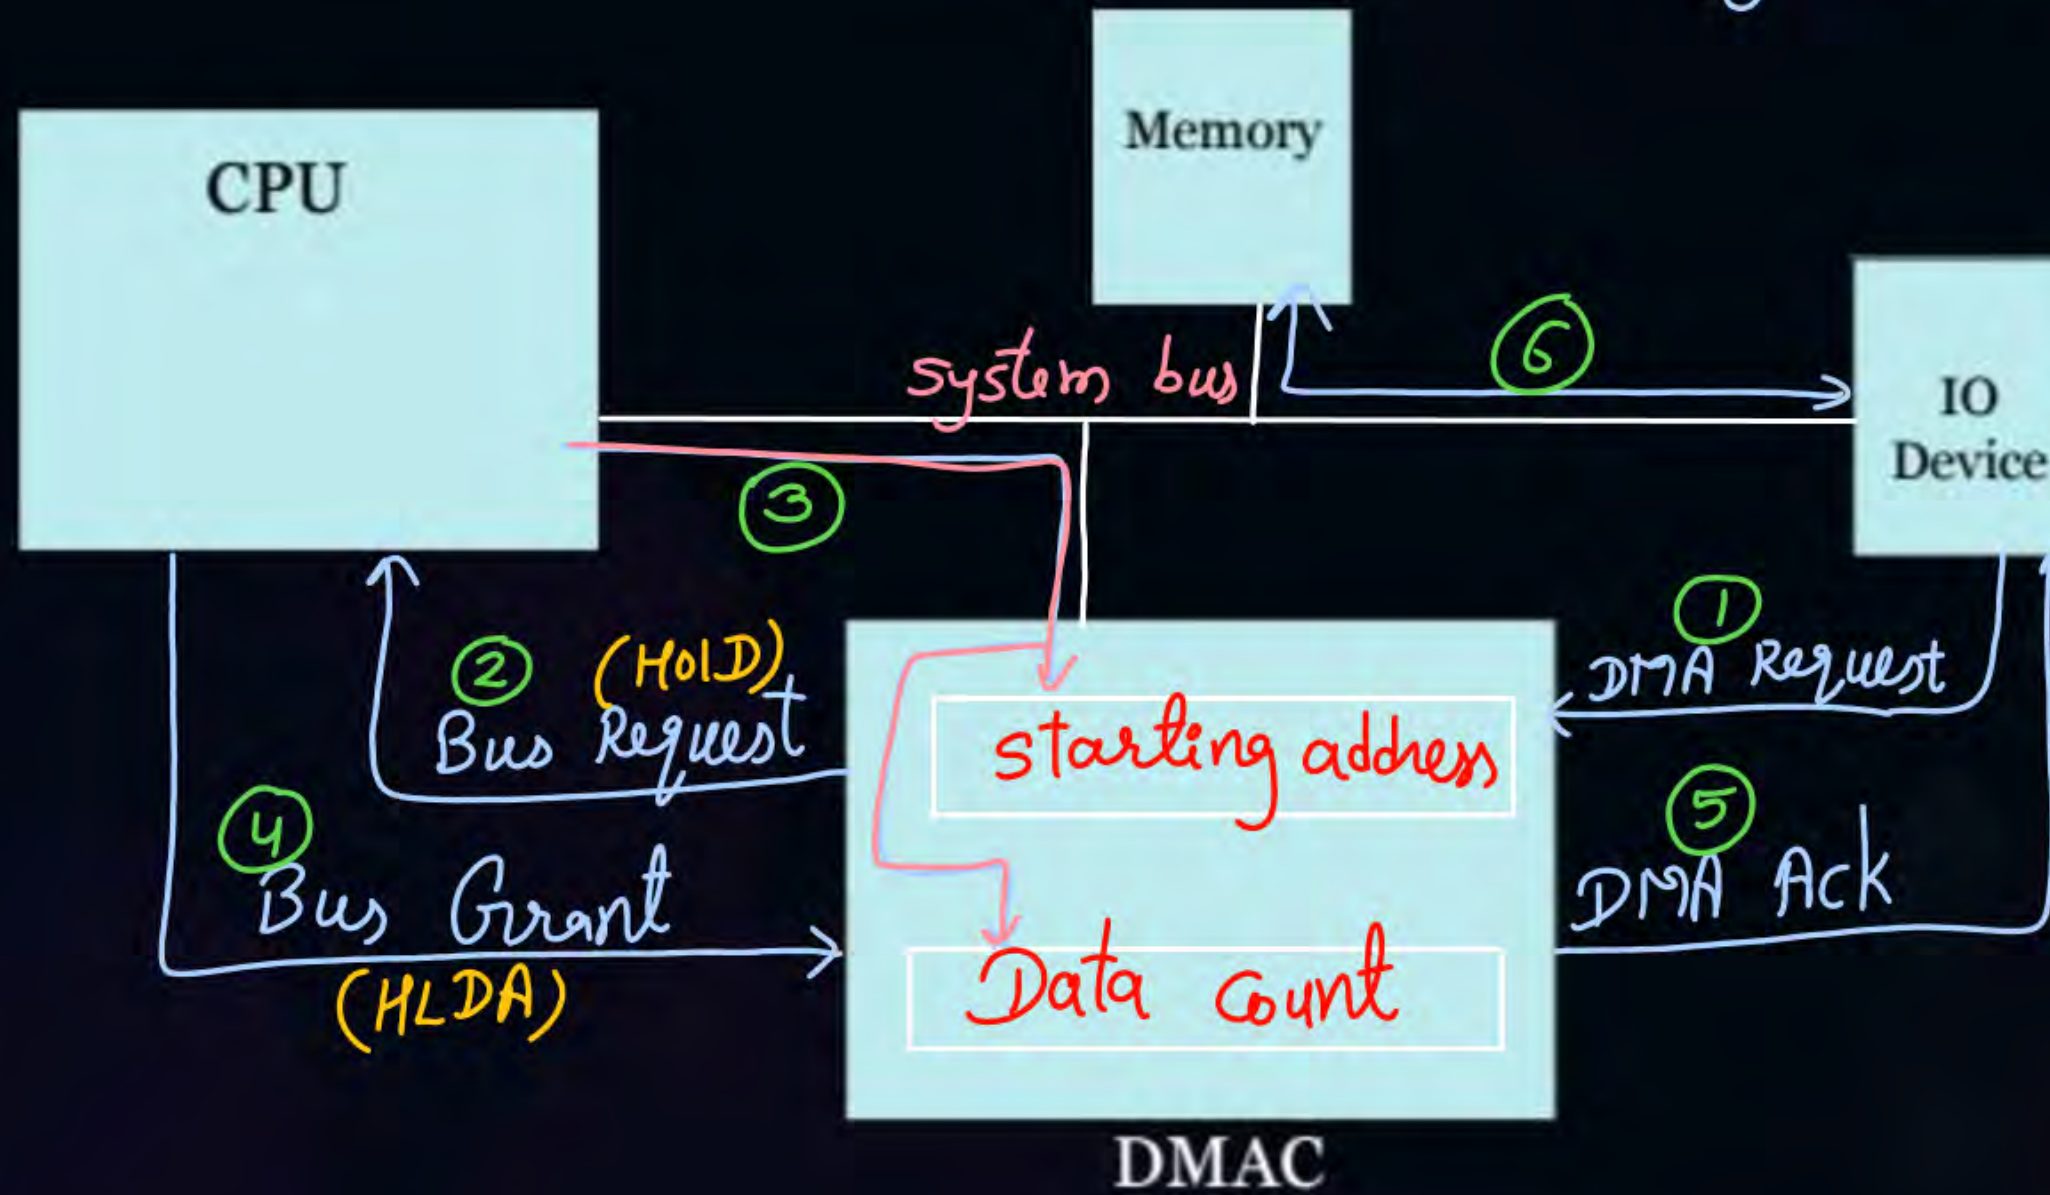 Memory
CPU
6
system bus
IO
Device
3
1
2 (HOLD)
DMA Request
Bus Request
starting address
4
5
Bus Grant
DMA Ack
(HLDA)
Data Count
DMAC